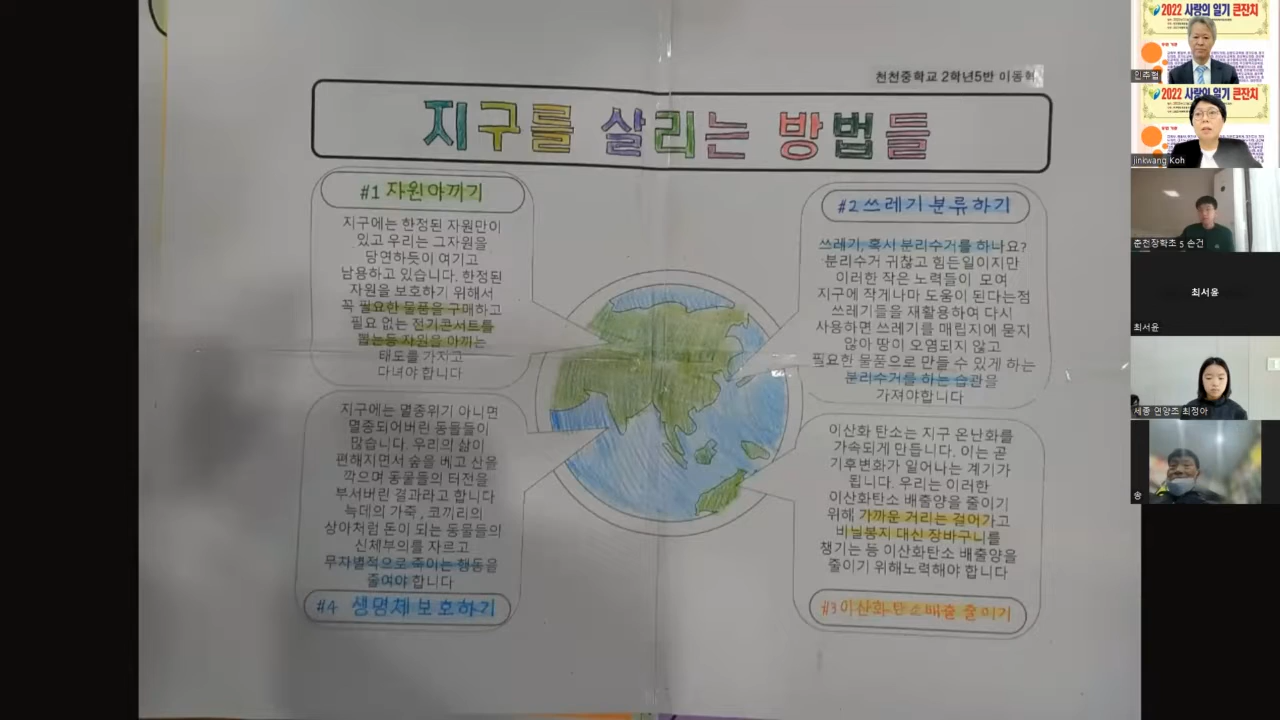 천천중학교 2학년5반 이동
지구를 살리는 방법들
#1 자원아끼기
지구에는 한정된 자원만이
있고 우리는 그자원을
당연하듯이 여기고
남용하고 있습니다. 한정된
자원을 보호하기 위해서
꼭 필요한 물품을 구매하고
필요 없는 전기콘서트를
뽑는등 자원을 아끼는
태도를 가지고
다녀야 합니다
#2 쓰레기 분류하기
쓰레기, 혹시 분리수거를 하나요?
분리수거 귀찮고 힘든일이지만
이러한 작은 노력들이 모여
지구에 작게나마 도움이 된다는점
쓰레기들을 재활용하여 다시
사용하면 쓰레기를 매립지에 묻지
않아 땅이 오염되지 않고
필요한 물품으로 만들 수 있게 하는
분리수거를 하는 습관을
가져야합니다
지구에는 멸종위기 아니면
멸종되어버린 동물들이
많습니다. 우리의 삶이
편해지면서 숲을 베고 산을
깍으며 동물들의 터전을
부셔버린 결과라고 합니다
늑데의 가죽, 코끼리의
상아처럼 돈이 되는 동물들의
신체부의를 자르고
무차별적으로 죽이는 행동을
줄여야 합니다
#4 생명체 보호하기
이산화 탄소는 지구 온난화를
가속되게 만듭니다. 이는 곧
기후변화가 일어나는 계기가
됩니다. 우리는 이러한
이산화탄소 배출양을 줄이기
위해 가까운 거리는 걸어가고
비닐봉지 대신 장바구니를
챙기는 등 이산화탄소 배출양을
줄이기 위해노력해야 합니다
#3 이산화 탄소 배출 줄이기
2022 사랑의 일기 큰잔치
인추협
2022 사랑의 일기 큰잔치
jinkwang Koh
춘천장학조 5 손건
최서윤
최서윤
세종 연양초 최정아
송